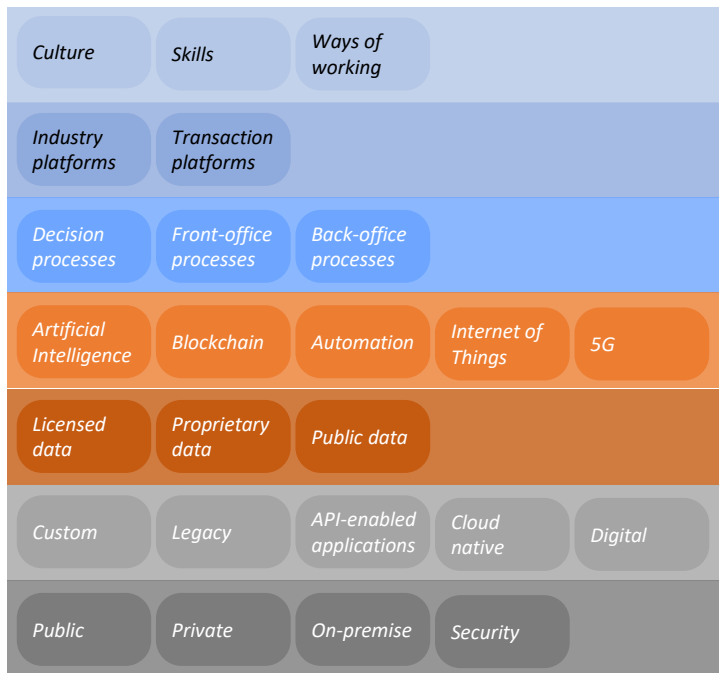 Culture
Skills
Ways of
working
Industry
platforms
Transaction
platforms
Decision
processes
Front-office
processes
Back-office
processes
Artificial
Intelligence
Blockchain
Automation
Internet of
Things
5G
Licensed
data
Proprietary
data
Public data
Custom
Legacy
API-enabled
applications
Cloud
native
Digital
Public
Private
On-premise
Security